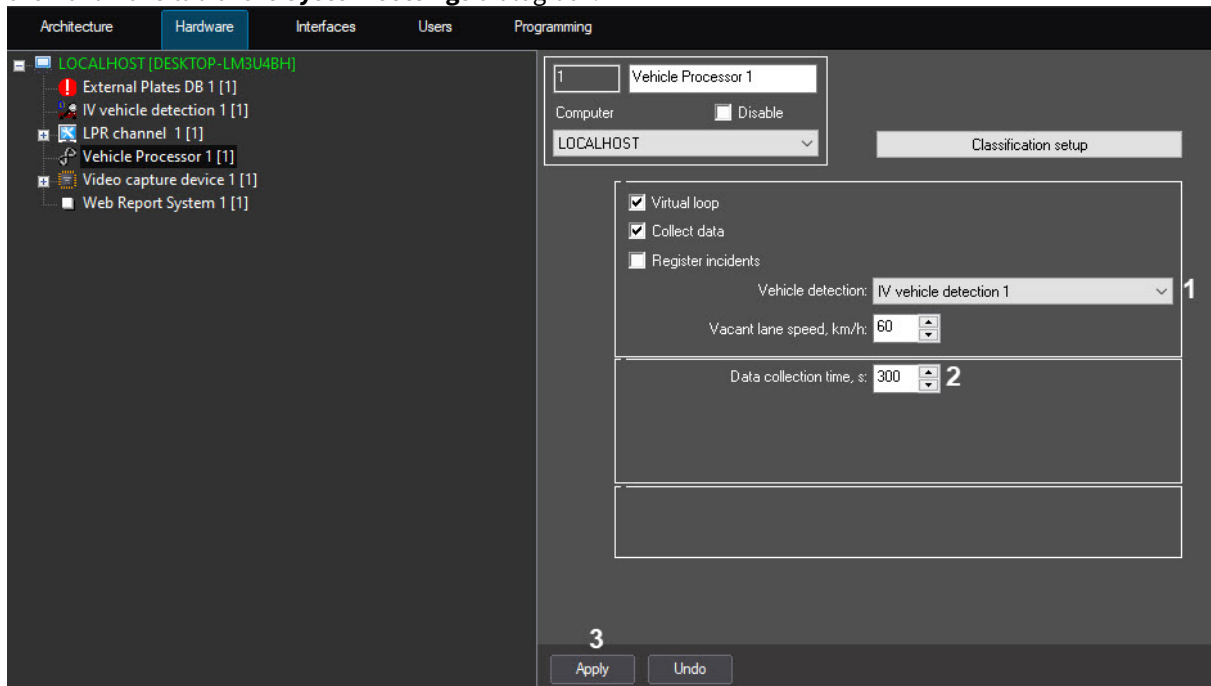 Architecture Hardware Interfaces Users Programming
LOCALHOST [DESKTOP-LM3U4BH]
External Plates DB 1 [1]
IV vehicle detection 1 [1]
LPR channel 1 [1]
Vehicle Processor 1 [1]
Video capture device 1 [1]
Web Report System 1 [1]
1 Vehicle Processor 1
Computer Disable
LOCALHOST
Classification setup
Virtual loop
Collect data
Register incidents
Vehicle detection: IV vehicle detection 1 1
Vacant lane speed, km/h: 60
Data collection time, s: 300 2
3
Apply Undo